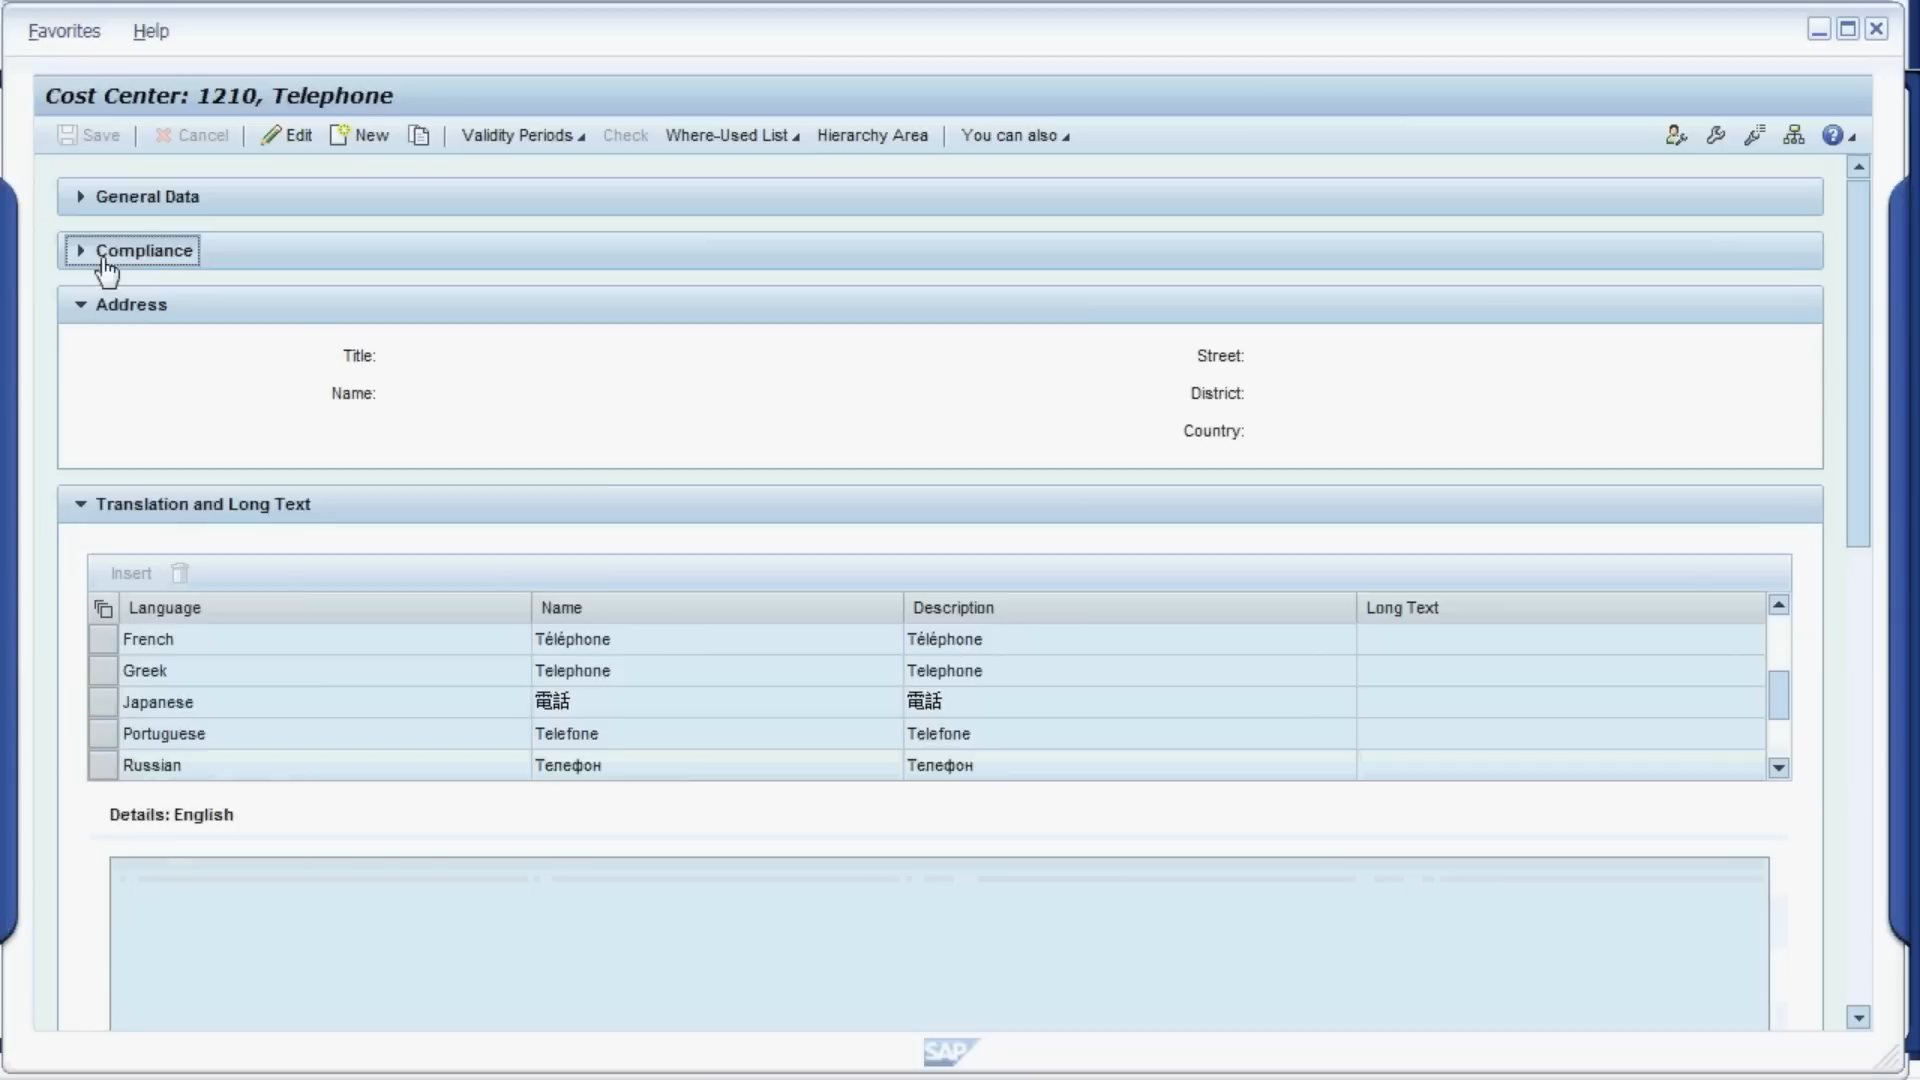 Favorites Help
Cost Center: 1210, Telephone
Save Cancel Edit New Validity Periods Check Where-Used List Hierarchy Area You can also
General Data
Compliance
Address
Title: Street:
Name: District:
Country:
Translation and Long Text
Insert
Language Name Description Long Text
French Téléphone Téléphone
Greek Telephone Telephone
Japanese 電話 電話
Portuguese Telefone Telefone
Russian Телефон Телефон
Details: English
SAP